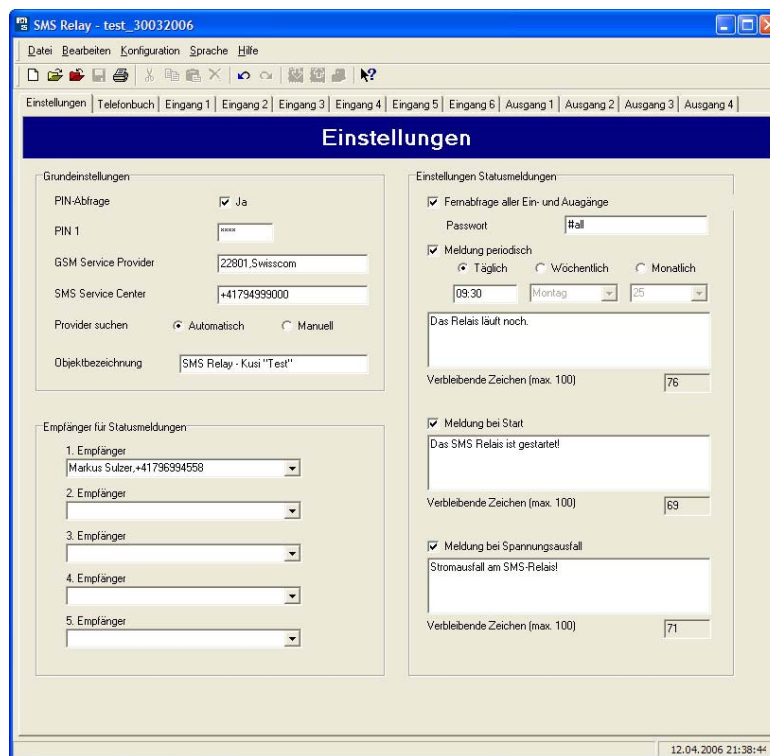 SMS Relay - test_30032006
Datei Bearbeiten Konfiguration Sprache Hilfe
Einstellungen Telefonbuch Eingang 1 Eingang 2 Eingang 3 Eingang 4 Eingang 5 Eingang 6 Ausgang 1 Ausgang 2 Ausgang 3 Ausgang 4
Einstellungen
Grundeinstellungen
PIN-Abfrage Ja
PIN 1 ****
GSM Service Provider 22801,Swisscom
SMS Service Center +41794999000
Provider suchen Automatisch Manuell
Objektbezeichnung SMS Relay - Kusi "Test"
Empfänger für Statusmeldungen
1. Empfänger
Markus Sulzer,+41796994558
2. Empfänger
3. Empfänger
4. Empfänger
5. Empfänger
Einstellungen Statusmeldungen
Fernabfrage aller Ein- und Auagänge
Passwort #all
Meldung periodisch
Täglich Wöchentlich Monatlich
09:30 Montag 25
Das Relais läuft noch.
Verbleibende Zeichen (max. 100) 76
Meldung bei Start
Das SMS Relais ist gestartet!
Verbleibende Zeichen (max. 100) 69
Meldung bei Spannungsausfall
Stromausfall am SMS-Relais!
Verbleibende Zeichen (max. 100) 71
12.04.2006 21:38:44